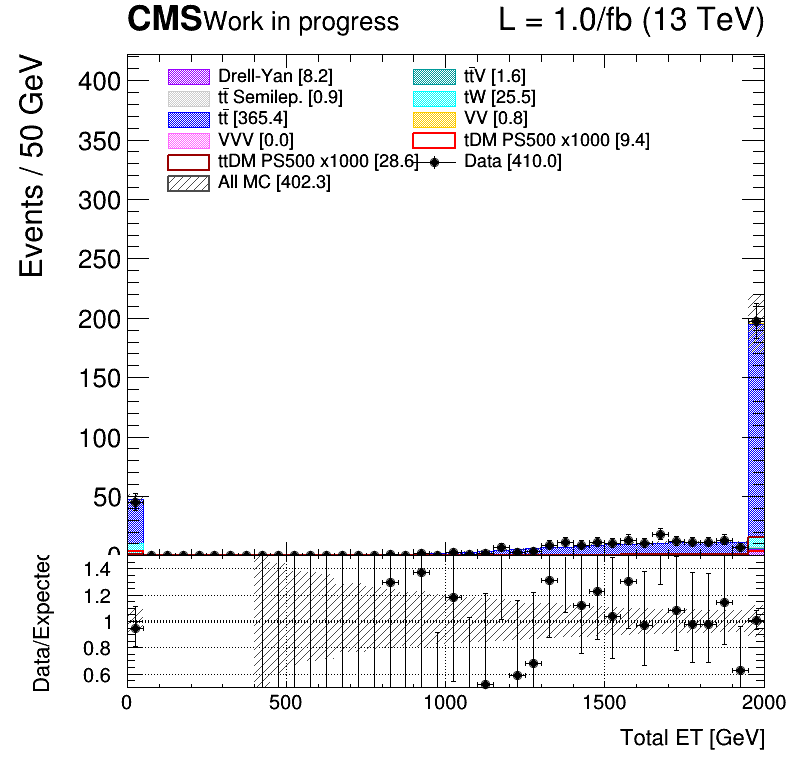 CMS Work in progress L = 1.0/fb (13 TeV)
Events / 50 GeV
400
350
300
250
200
150
100
50
0
Drell-Yan [8.2]
tt̄V [1.6]
tt̄ Semilep. [0.9]
tW [25.5]
tt̄ [365.4]
VV [0.8]
VVV [0.0]
tDM PS500 x1000 [9.4]
ttDM PS500 x1000 [28.6]
Data [410.0]
All MC [402.3]
Data/Expected
1.4
1.2
1
0.8
0.6
0 500 1000 1500 2000
Total ET [GeV]